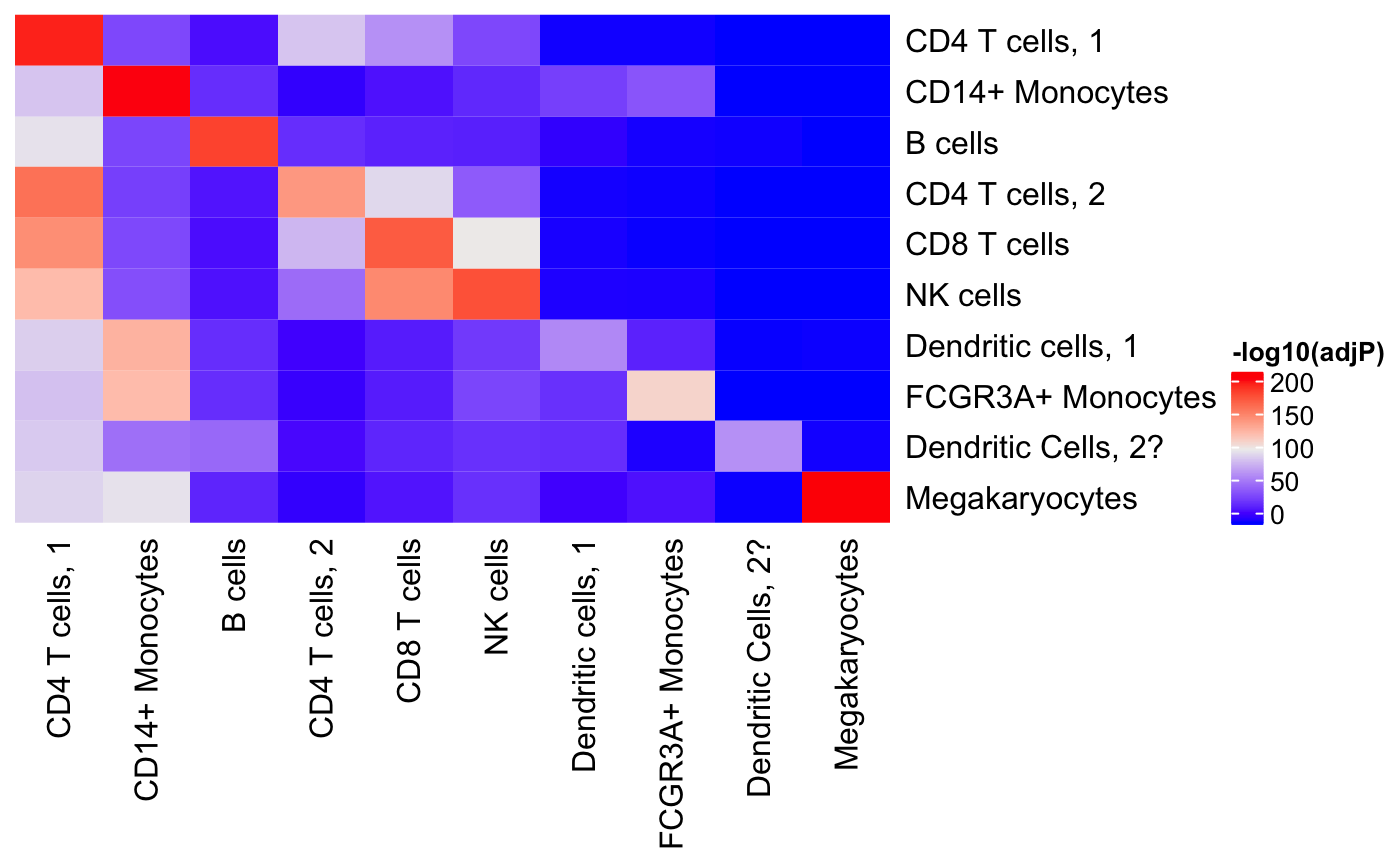 CD4 T cells, 1
CD14+ Monocytes
B cells
CD4 T cells, 2
CD8 T cells
NK cells
Dendritic cells, 1
FCGR3A+ Monocytes
Dendritic Cells, 2?
Megakaryocytes
-log10(adjP)
200
150
100
50
0
CD4 T cells, 1
CD14+ Monocytes
B cells
CD4 T cells, 2
CD8 T cells
NK cells
Dendritic cells, 1
FCGR3A+ Monocytes
Dendritic Cells, 2?
Megakaryocytes